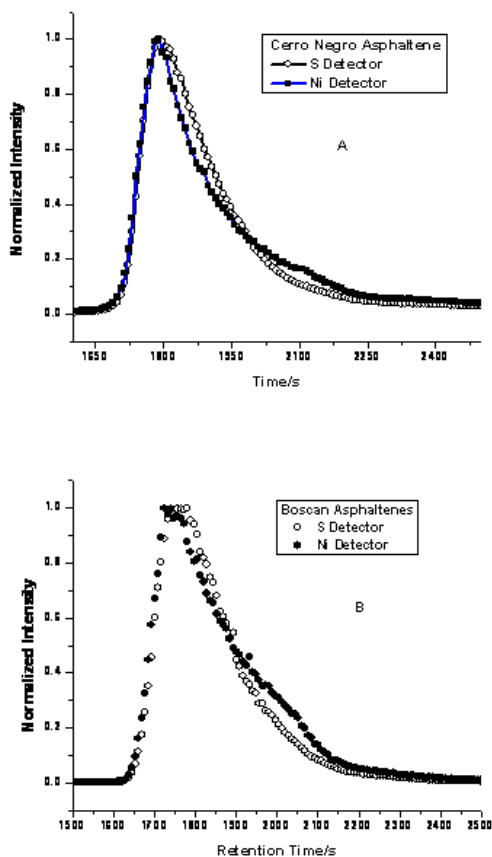 Cerro Negro Asphaltene
S Detector
Ni Detector
A
Normalized Intensity
1.0
0.8
0.6
0.4
0.2
0.0
1650 1800 1950 2100 2250 2400
Time/s
Boscan Asphaltenes
S Detector
Ni Detector
B
Normalized Intensity
1.0
0.8
0.6
0.4
0.2
0.0
1500 1600 1700 1800 1900 2000 2100 2200 2300 2400 2500
Retention Time/s